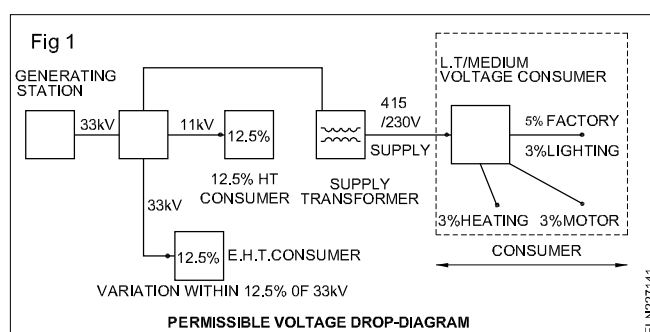 Fig 1
GENERATING
STATION
33kV
11kV
12.5%
12.5% HT
CONSUMER
33kV
12.5%
E.H.T.CONSUMER
VARIATION WITHIN 12.5% 0F 33kV
415
/230V
SUPPLY
SUPPLY
TRANSFORMER
L.T/MEDIUM
VOLTAGE CONSUMER
5% FACTORY
3%LIGHTING
3%HEATING
3%MOTOR
CONSUMER
PERMISSIBLE VOLTAGE DROP-DIAGRAM